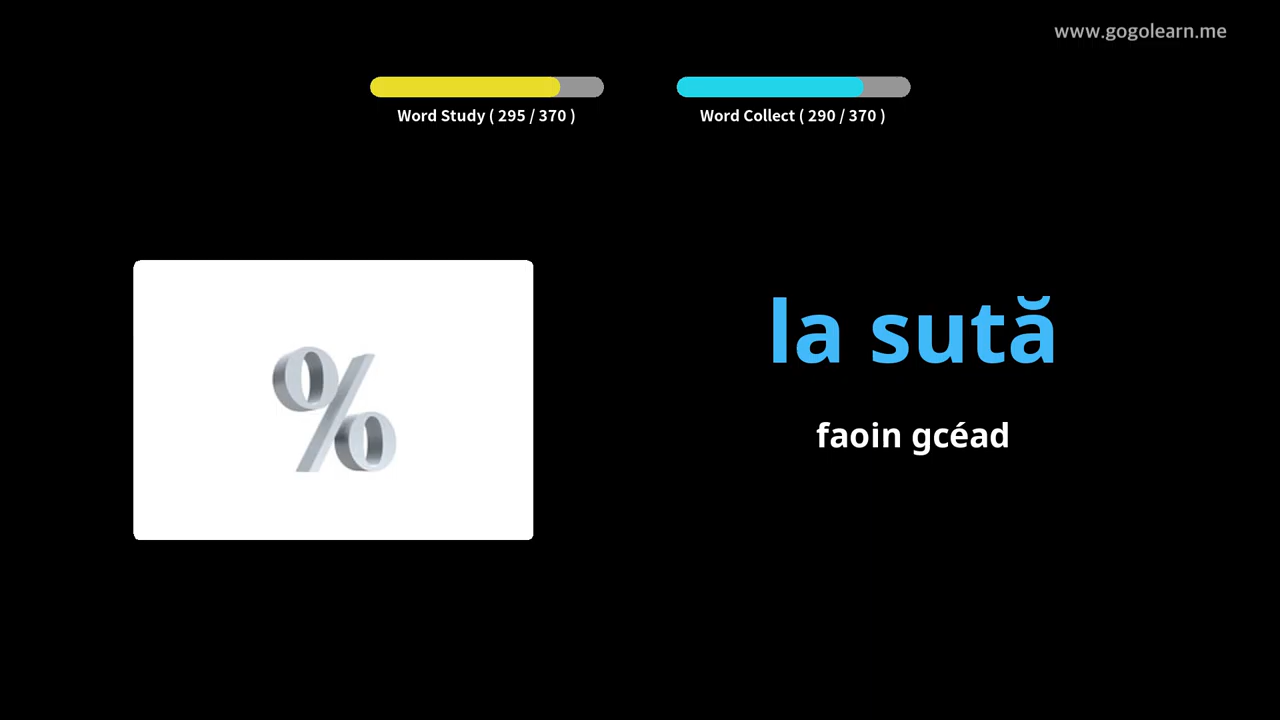 www.gogolearn.me
Word Study ( 295 / 370 )
Word Collect ( 290 / 370 )
%
la sută
faoin gcéad